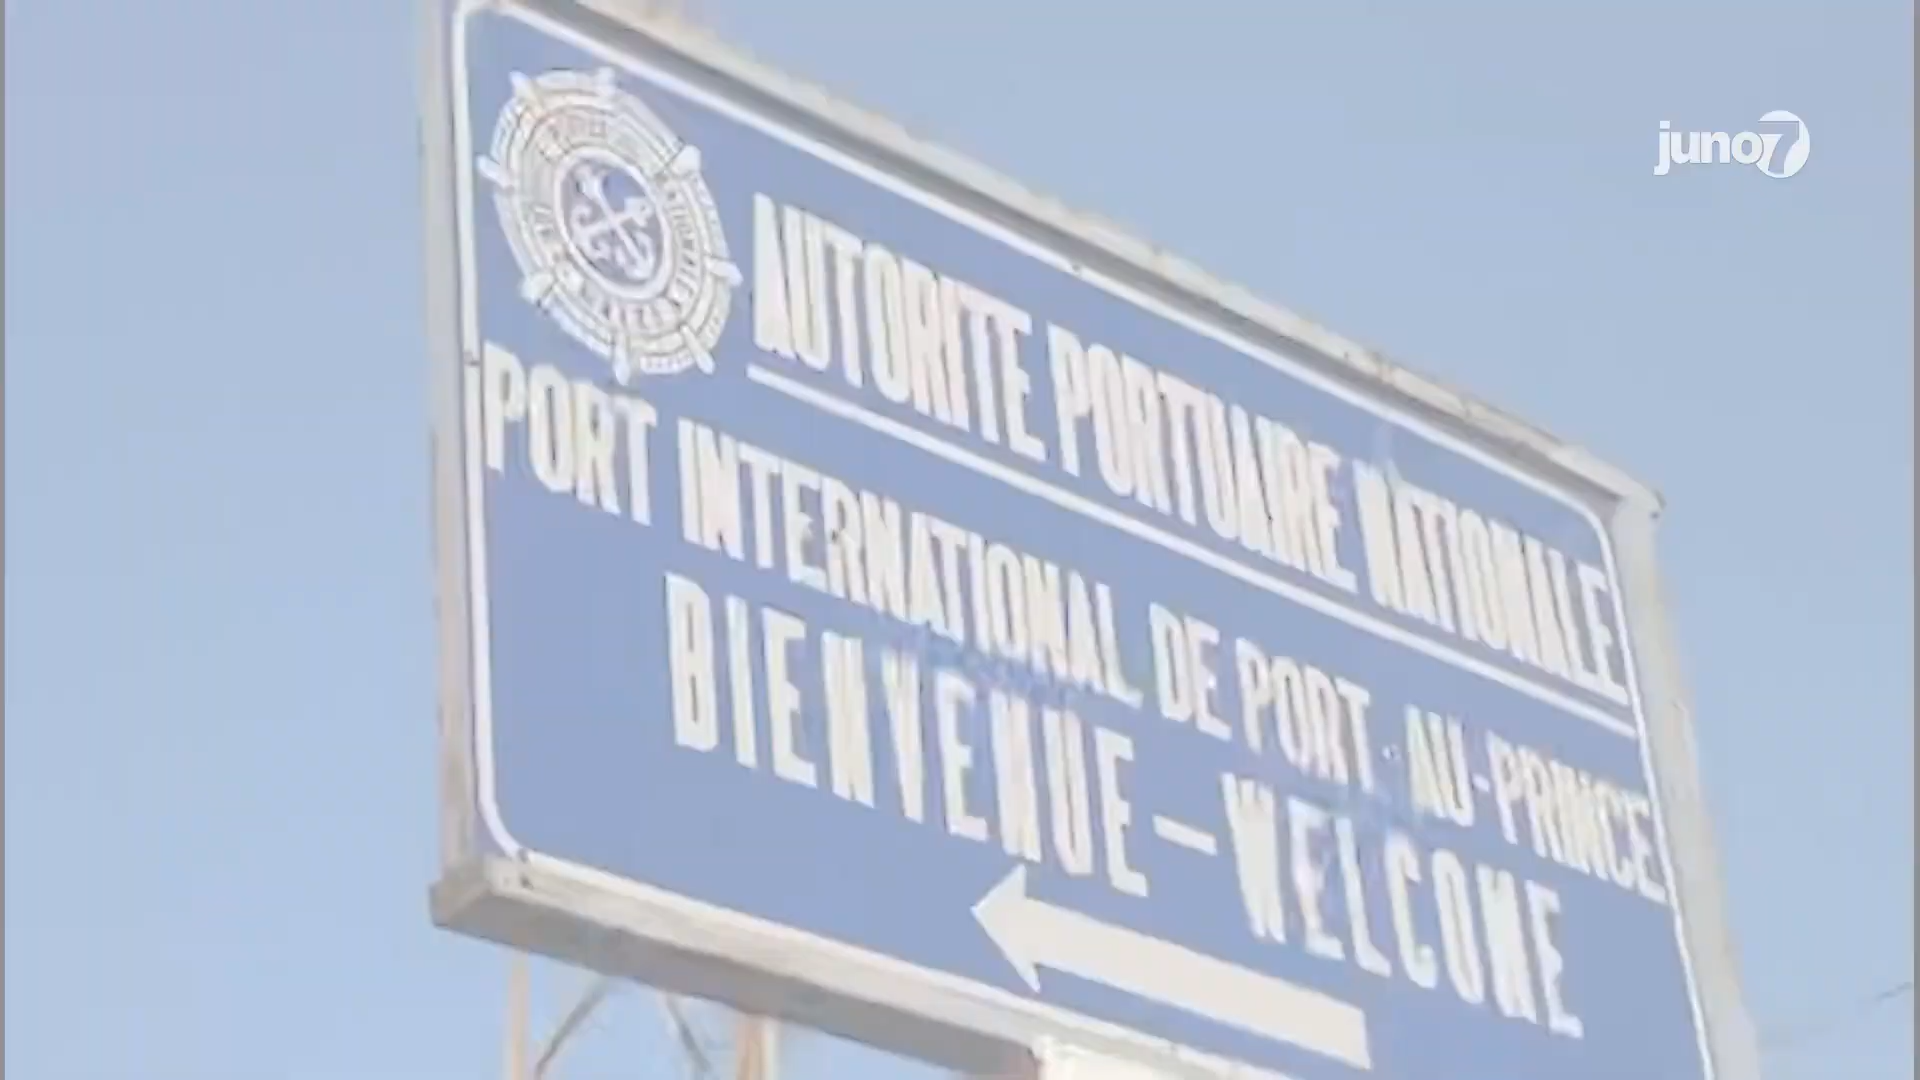 juno7
AUTORITE PORTUAIRE NATIONALE
PORT INTERNATIONAL DE PORT-AU-PRINCE
BIENVENUE – WELCOME